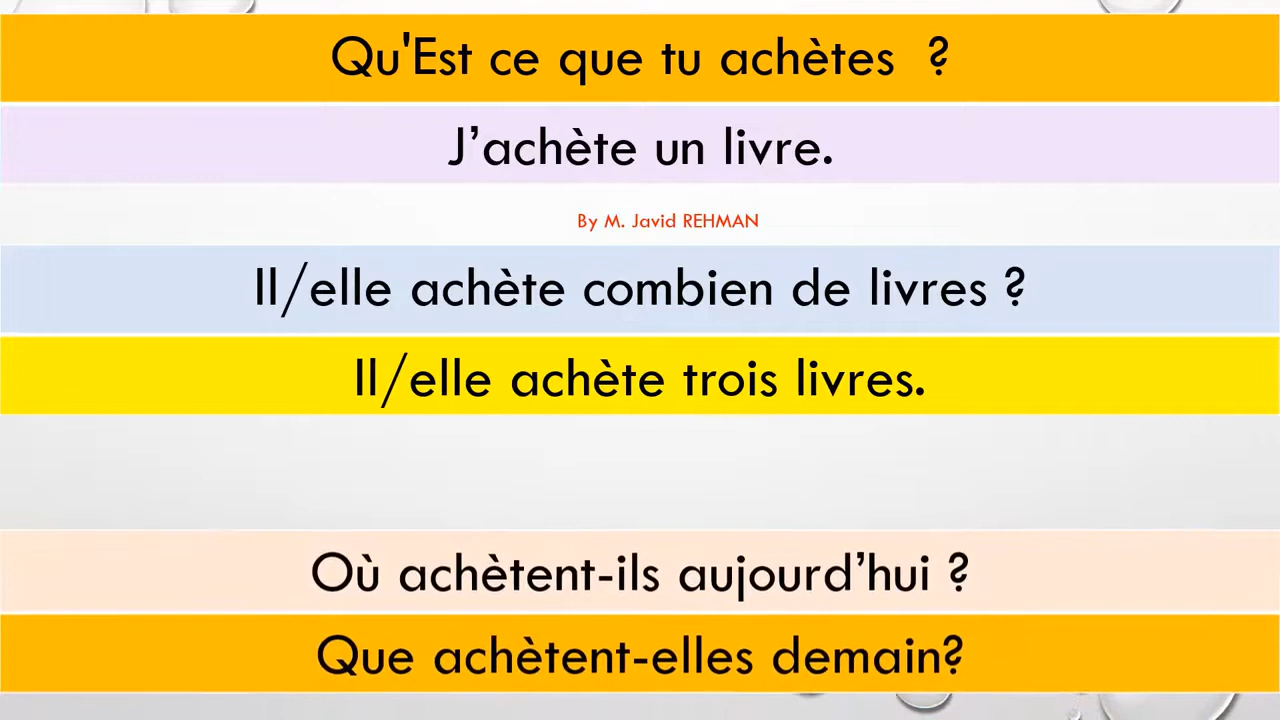 Qu'Est ce que tu achètes  ?
J’achète un livre.
By M. Javid REHMAN
Il/elle achète combien de livres ?
Il/elle achète trois livres.
Où achètent-ils aujourd’hui ?
Que achètent-elles demain?